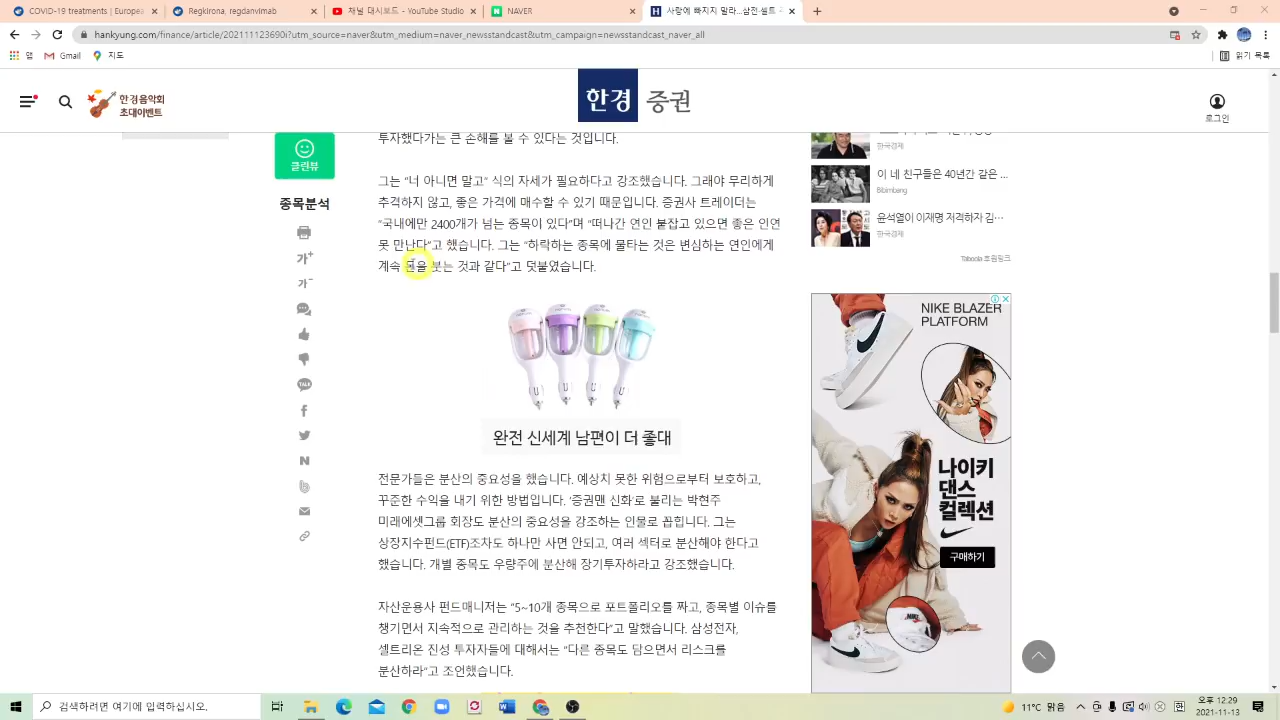 COVID-19 treatments | Europea
Regkirona, regdanvimab
채널 대시보드 - YouTube Studio
NAVER
사랑에 빠지지 말라...삼전·셀트
hankyung.com/finance/article/202111123690i?utm_source=naver&utm_medium=naver_newsstandcast&utm_campaign=newsstandcast_naver_all
앱
Gmail
지도
읽기 목록
한경음악회
초대이벤트
한경 증권
로그인
클린뷰
종목분석
가+
가-
TALK
투자했다가는 큰 손해를 볼 수 있다는 것입니다.
그는 "너 아니면 말고" 식의 자세가 필요하다고 강조했습니다. 그래야 무리하게
추격하지 않고, 좋은 가격에 매수할 수 있기 때문입니다. 증권사 트레이더는
"국내에만 2400개가 넘는 종목이 있다"며 "떠나간 연인 붙잡고 있으면 좋은 인연
못 만난다"고 했습니다. 그는 "하락하는 종목에 물타는 것은 변심하는 연인에게
계속 돈을 붓는 것과 같다"고 덧붙였습니다.
완전 신세계 남편이 더 좋대
전문가들은 분산의 중요성을 했습니다. 예상치 못한 위험으로부터 보호하고,
꾸준한 수익을 내기 위한 방법입니다. '증권맨 신화'로 불리는 박현주
미래에셋그룹 회장도 분산의 중요성을 강조하는 인물로 꼽힙니다. 그는
상장지수펀드(ETF)조차도 하나만 사면 안되고, 여러 섹터로 분산해야 한다고
했습니다. 개별 종목도 우량주에 분산해 장기투자하라고 강조했습니다.
자산운용사 펀드매니저는 "5~10개 종목으로 포트폴리오를 짜고, 종목별 이슈를
챙기면서 지속적으로 관리하는 것을 추천한다"고 말했습니다. 삼성전자,
셀트리온 진성 투자자들에 대해서는 "다른 종목도 담으면서 리스크를
분산하라"고 조언했습니다.
한국경제
이 네 친구들은 40년간 같은 ...
Bibimbang
윤석열이 이재명 저격하자 김…
한국경제
Taboola 후원링크
NIKE BLAZER
PLATFORM
나이키
댄스
컬렉션
구매하기
검색하려면 여기에 입력하십시오.
11°C 맑음
오후 12:29
2021-11-13